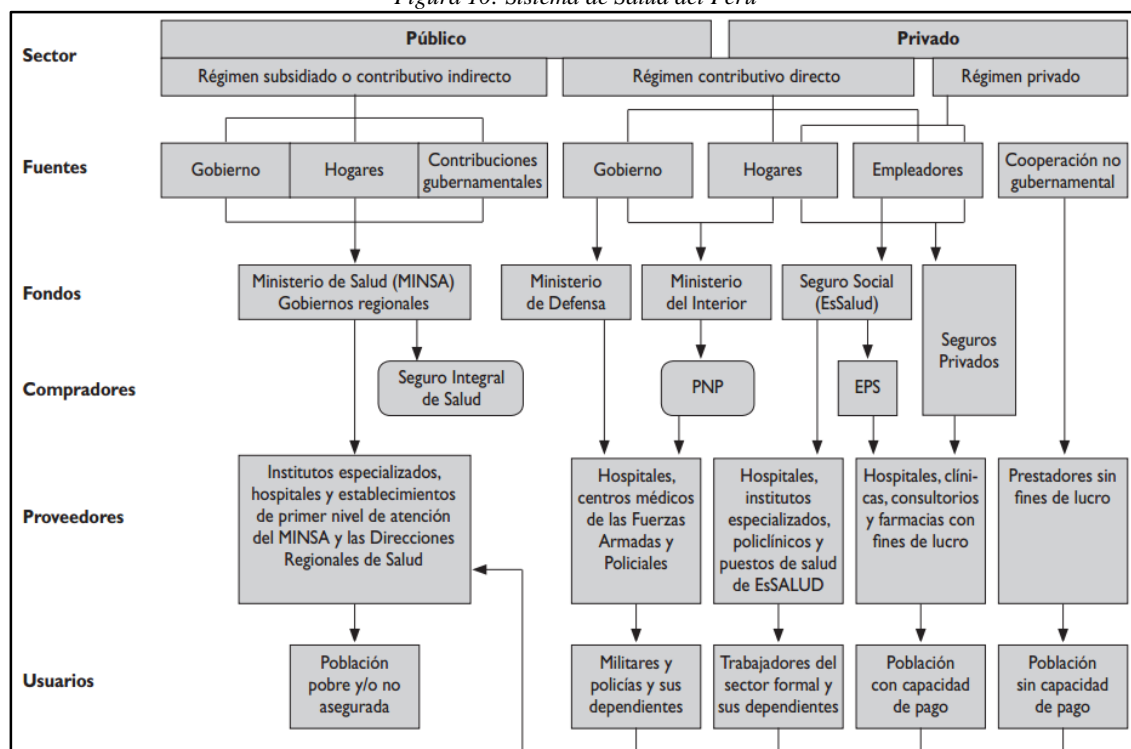 Figura 10: Sistema de Salud del Perú
Sector
Público
Privado
Régimen subsidiado o contributivo indirecto
Régimen contributivo directo
Régimen privado
Fuentes
Gobierno
Hogares
Contribuciones
gubernamentales
Gobierno
Hogares
Empleadores
Cooperación no
gubernamental
Fondos
Ministerio de Salud (MINSA)
Gobiernos regionales
Ministerio
de Defensa
Ministerio
del Interior
Seguro Social
(EsSalud)
Seguros
Privados
Compradores
Seguro Integral
de Salud
PNP
EPS
Proveedores
Institutos especializados,
hospitales y establecimientos
de primer nivel de atención
del MINSA y las Direcciones
Regionales de Salud
Hospitales,
centros médicos
de las Fuerzas
Armadas y
Policiales
Hospitales,
institutos
especializados,
policlínicos y
puestos de salud
de EsSALUD
Hospitales, clíni-
cas, consultorios
y farmacias con
fines de lucro
Prestadores sin
fines de lucro
Usuarios
Población
pobre y/o no
asegurada
Militares y
policías y sus
dependientes
Trabajadores del
sector formal y
sus dependientes
Población
con capacidad
de pago
Población
sin capacidad
de pago